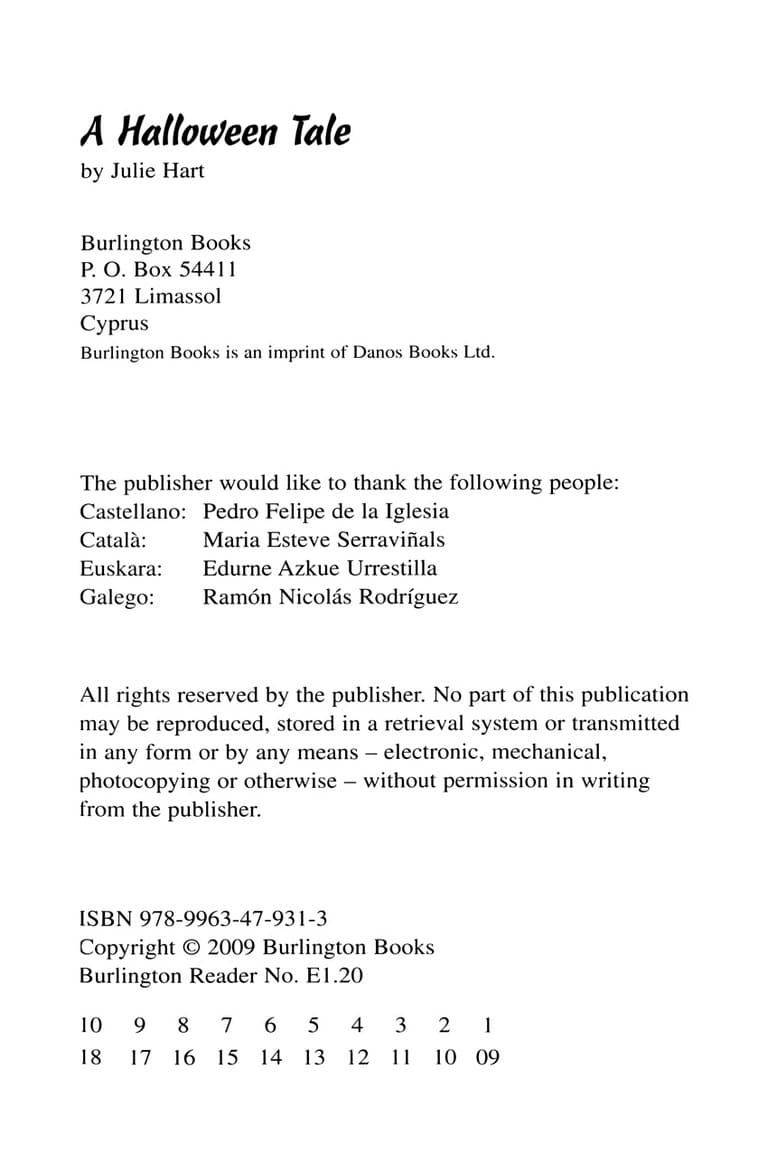 A Halloween Tale
by Julie Hart
Burlington Books
P. O. Box 54411
3721 Limassol
Cyprus
Burlington Books is an imprint of Danos Books Ltd.
The publisher would like to thank the following people:
Castellano: Pedro Felipe de la Iglesia
Català: Maria Esteve Serraviñals
Euskara: Edurne Azkue Urrestilla
Galego: Ramón Nicolás Rodríguez
All rights reserved by the publisher. No part of this publication
may be reproduced, stored in a retrieval system or transmitted
in any form or by any means – electronic, mechanical,
photocopying or otherwise – without permission in writing
from the publisher.
ISBN 978-9963-47-931-3
Copyright © 2009 Burlington Books
Burlington Reader No. E1.20
10 9 8 7 6 5 4 3 2 1
18 17 16 15 14 13 12 11 10 09